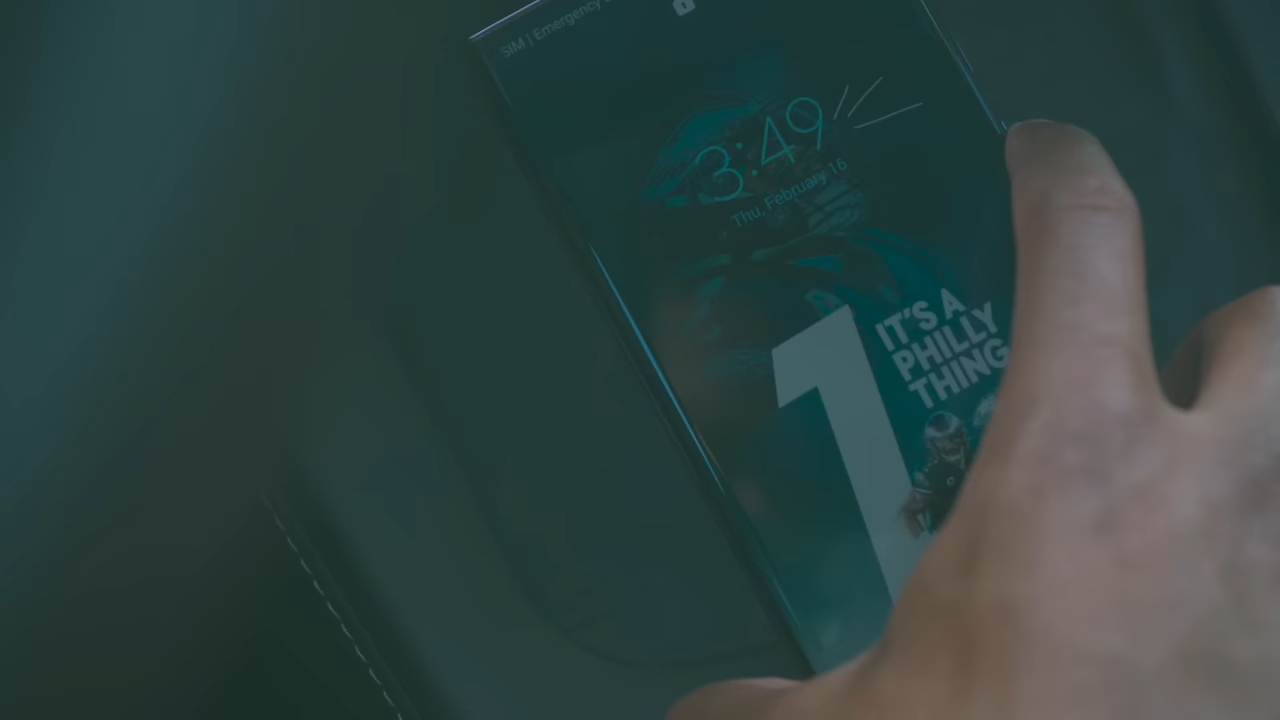 SIM | Emergency
3:49
Thu, February 16
1
IT'S A
PHILLY
THING